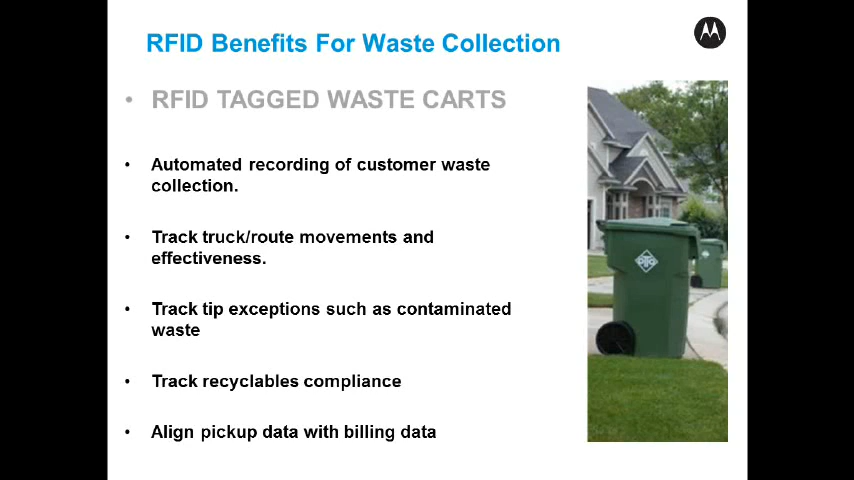 RFID Benefits For Waste Collection
• RFID TAGGED WASTE CARTS
• Automated recording of customer waste
collection.
• Track truck/route movements and
effectiveness.
• Track tip exceptions such as contaminated
waste
• Track recyclables compliance
• Align pickup data with billing data